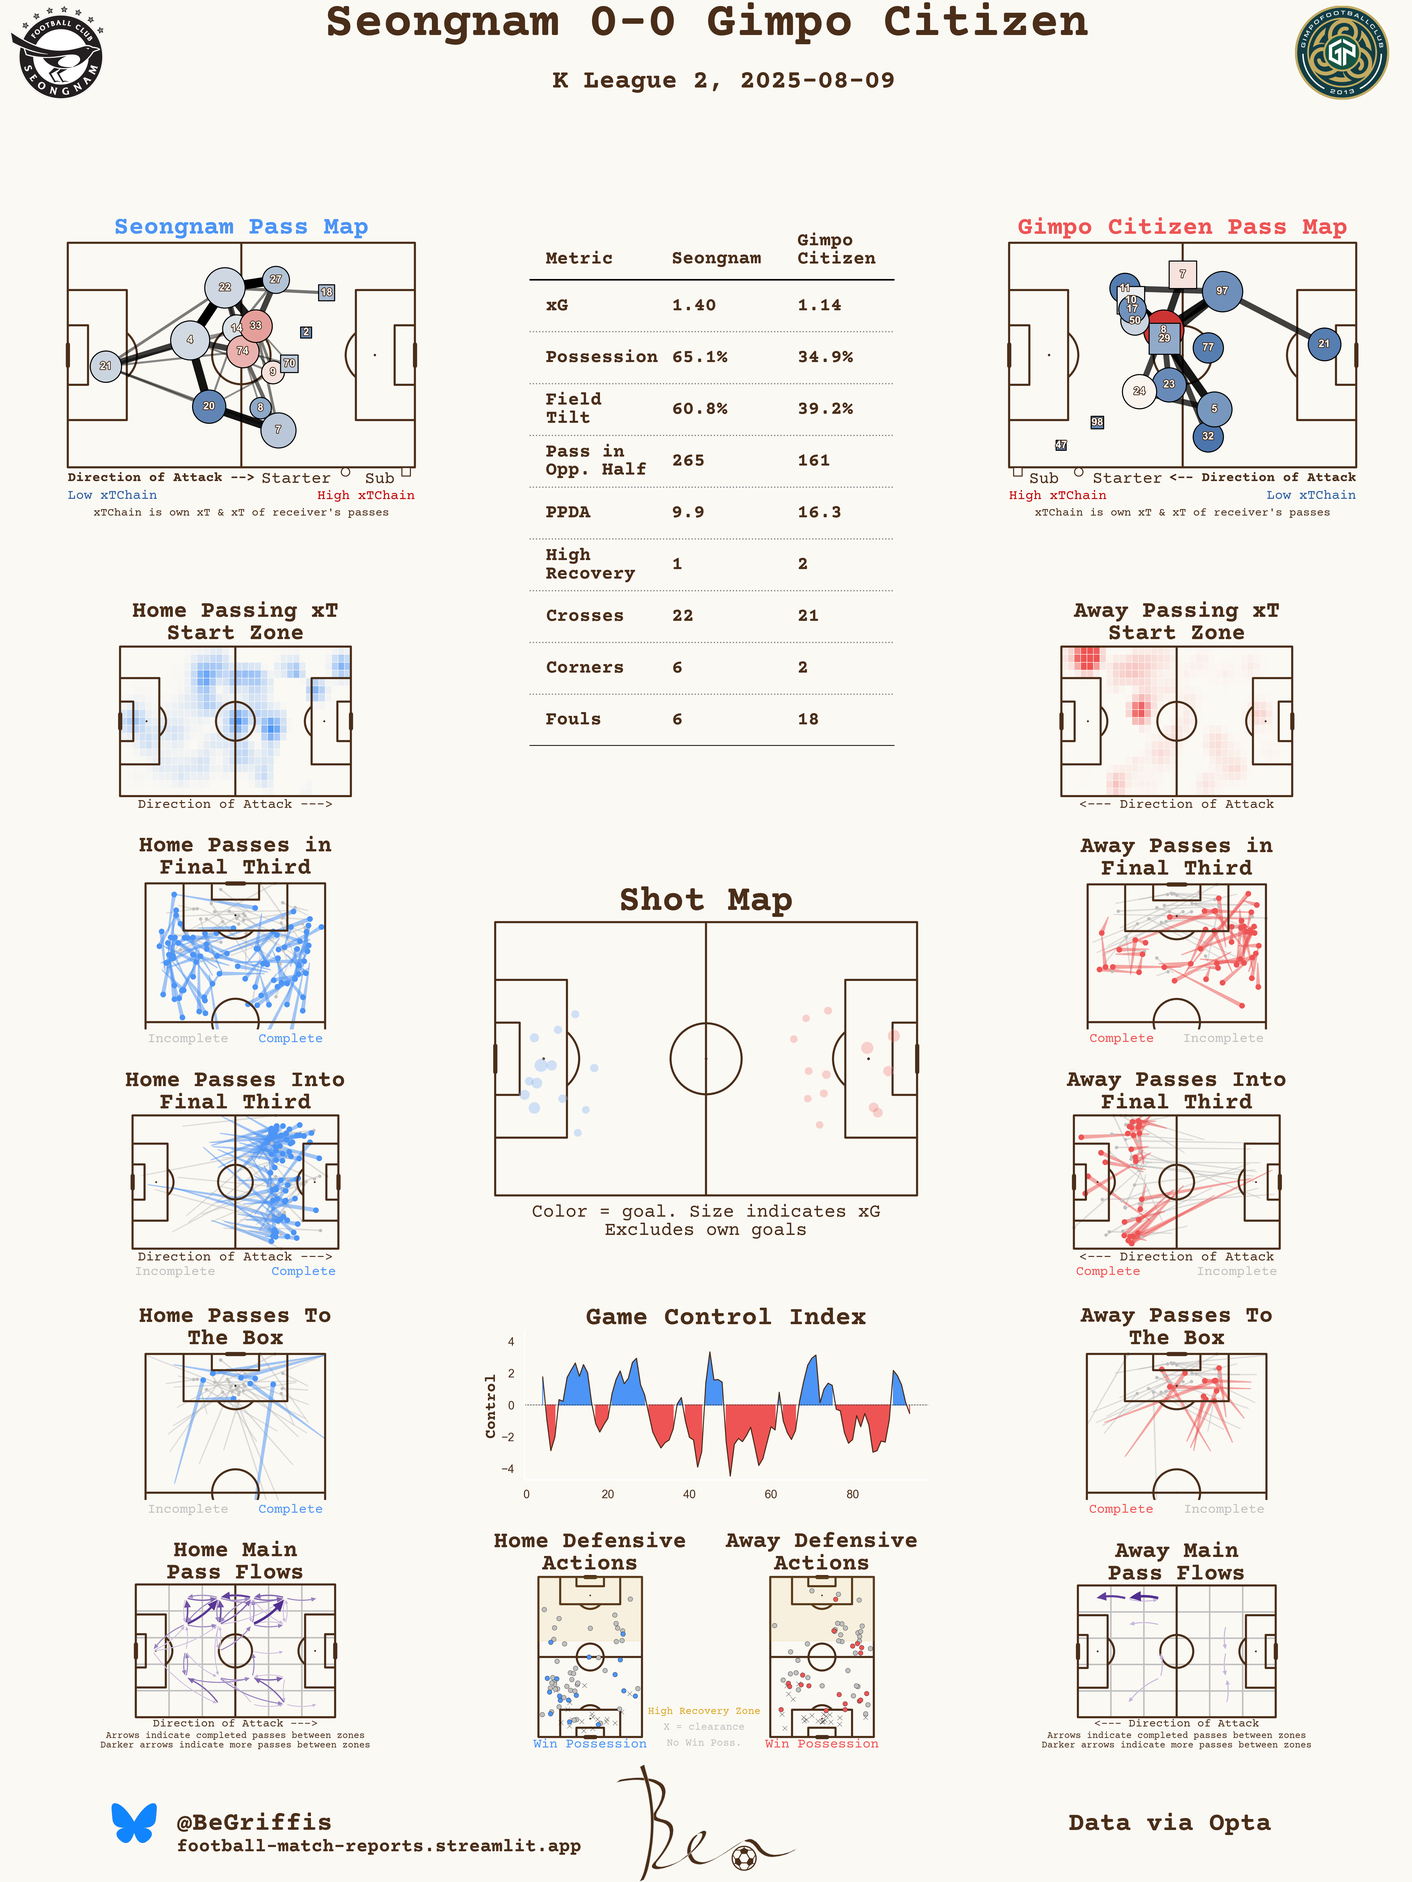 Seongnam 0-0 Gimpo Citizen
K League 2, 2025-08-09
FOOTBALL CLUB
SEONGNAM
GIMPOFOOTBALLCLUB
GP
2013
Seongnam Pass Map
22
27
18
14
33
2
4
74
70
21
9
20
8
7
Direction of Attack --> Starter Sub
Low xTChain High xTChain
xTChain is own xT & xT of receiver's passes
Metric Seongnam Gimpo
Citizen
xG 1.40 1.14
Possession 65.1% 34.9%
Field
Tilt 60.8% 39.2%
Pass in
Opp. Half 265 161
PPDA 9.9 16.3
High
Recovery 1 2
Crosses 22 21
Corners 6 2
Fouls 6 18
Gimpo Citizen Pass Map
7
11
97
10
17
50
8
29
77
21
23
24
5
98
32
47
Sub Starter <-- Direction of Attack
High xTChain Low xTChain
xTChain is own xT & xT of receiver's passes
Home Passing xT
Start Zone
Direction of Attack --->
Away Passing xT
Start Zone
<--- Direction of Attack
Home Passes in
Final Third
Incomplete Complete
Away Passes in
Final Third
Complete Incomplete
Shot Map
Color = goal. Size indicates xG
Excludes own goals
Home Passes Into
Final Third
Direction of Attack --->
Incomplete Complete
Away Passes Into
Final Third
<--- Direction of Attack
Complete Incomplete
Home Passes To
The Box
Incomplete Complete
Game Control Index
Control
4
2
0
−2
−4
0 20 40 60 80
Away Passes To
The Box
Complete Incomplete
Home Main
Pass Flows
Direction of Attack --->
Arrows indicate completed passes between zones
Darker arrows indicate more passes between zones
Home Defensive
Actions
Win Possession
Away Defensive
Actions
Win Possession
High Recovery Zone
X = clearance
No Win Poss.
Away Main
Pass Flows
<--- Direction of Attack
Arrows indicate completed passes between zones
Darker arrows indicate more passes between zones
@BeGriffis
football-match-reports.streamlit.app
Ben
Data via Opta